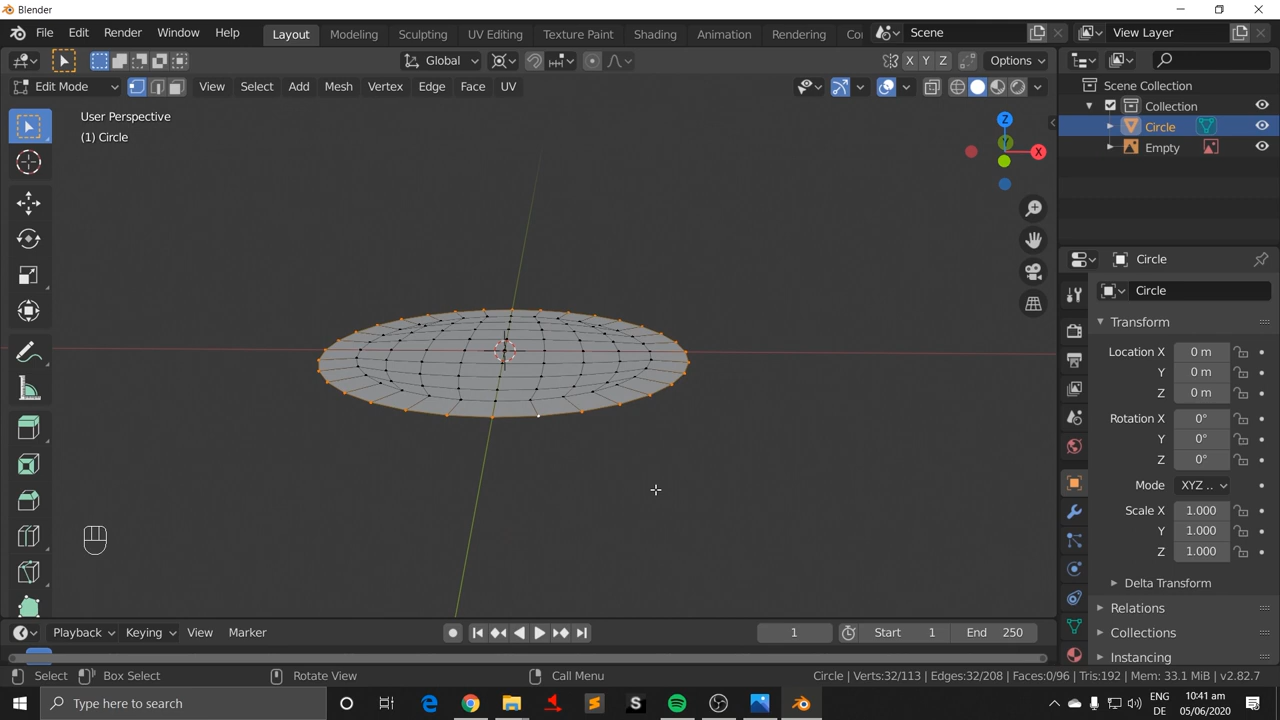 Blender
File Edit Render Window Help Layout Modeling Sculpting UV Editing Texture Paint Shading Animation Rendering Co Scene View Layer
Global X Y Z Options
Edit Mode View Select Add Mesh Vertex Edge Face UV
User Perspective
(1) Circle
Z
Y
X
Scene Collection
Collection
Circle
Empty
Circle
Circle
Transform
Location X 0 m
Y 0 m
Z 0 m
Rotation X 0°
Y 0°
Z 0°
Mode XYZ ..
Scale X 1.000
Y 1.000
Z 1.000
Delta Transform
Relations
Collections
Instancing
Playback Keying View Marker 1 Start 1 End 250
Select Box Select Rotate View Call Menu Circle | Verts:32/113 | Edges:32/208 | Faces:0/96 | Tris:192 | Mem: 33.1 MiB | v2.82.7
Type here to search
ENG 10:41 am
DE 05/06/2020